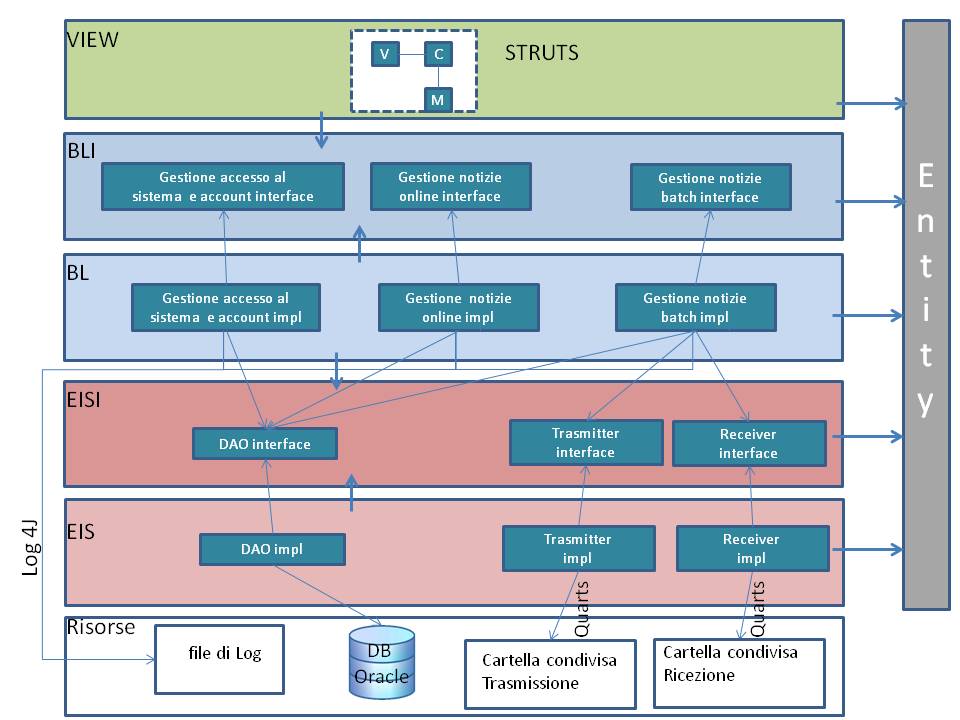 VIEW
V
C
M
STRUTS
BLI
Gestione accesso al
sistema e account interface
Gestione notizie
online interface
Gestione notizie
batch interface
BL
Gestione accesso al
sistema e account impl
Gestione notizie
online impl
Gestione notizie
batch impl
EISI
DAO interface
Trasmitter
interface
Receiver
interface
EIS
DAO impl
Trasmitter
impl
Receiver
impl
Log 4J
Quarts
Quarts
Risorse
file di Log
DB
Oracle
Cartella condivisa
Trasmissione
Cartella condivisa
Ricezione
Entity